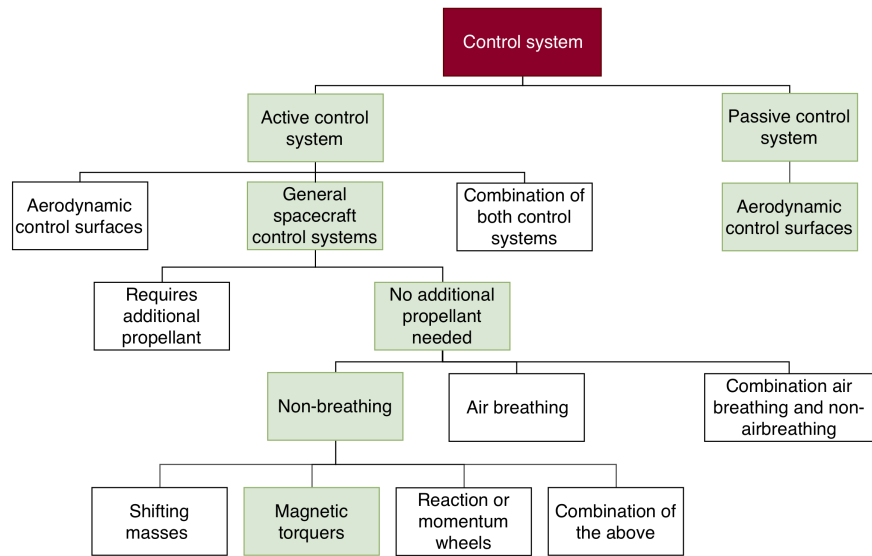 Control system
Active control
system
Passive control
system
Aerodynamic
control surfaces
General
spacecraft
control systems
Combination of
both control
systems
Aerodynamic
control surfaces
Requires
additional
propellant
No additional
propellant
needed
Non-breathing
Air breathing
Combination air
breathing and non-
airbreathing
Shifting
masses
Magnetic
torquers
Reaction or
momentum
wheels
Combination of
the above